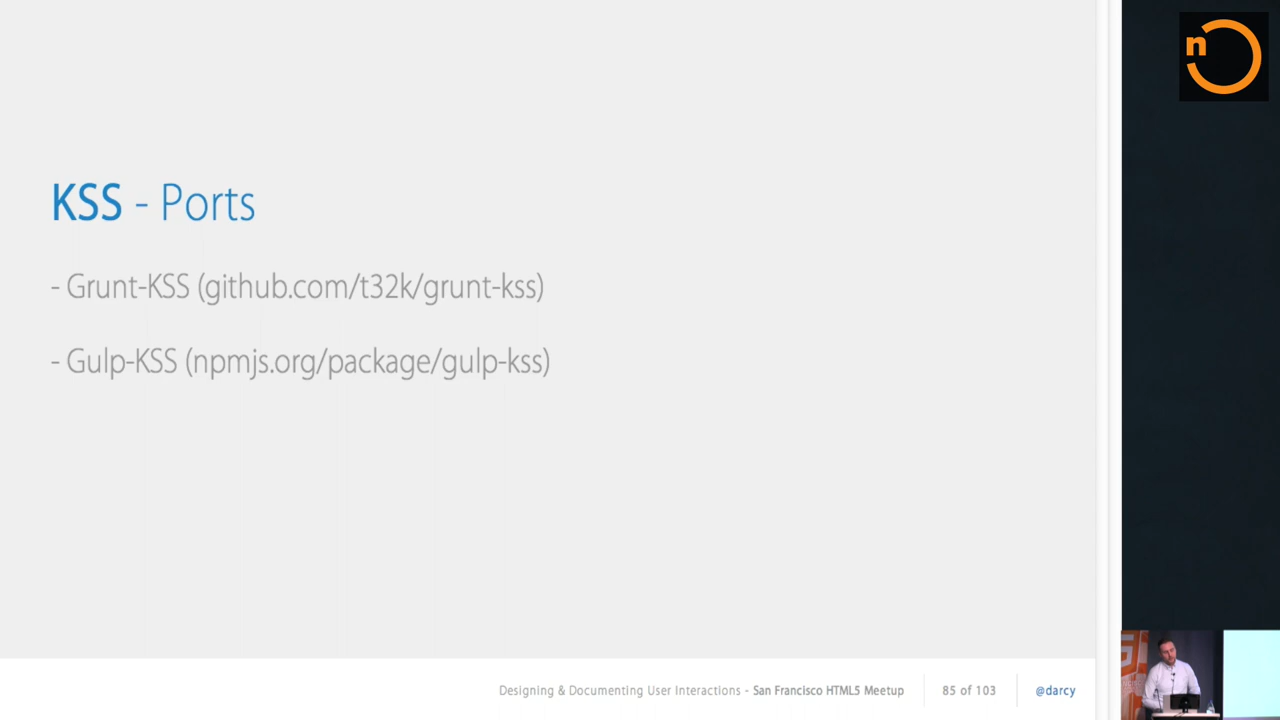 n
KSS - Ports
- Grunt-KSS (github.com/t32k/grunt-kss)
- Gulp-KSS (npmjs.org/package/gulp-kss)
Designing & Documenting User Interactions - San Francisco HTML5 Meetup
85 of 103
@darcy